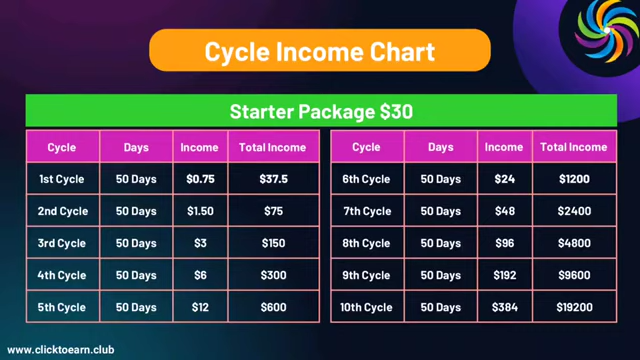 Cycle Income Chart
Starter Package $30
Cycle Days Income Total Income
1st Cycle 50 Days $0.75 $37.5
2nd Cycle 50 Days $1.50 $75
3rd Cycle 50 Days $3 $150
4th Cycle 50 Days $6 $300
5th Cycle 50 Days $12 $600
Cycle Days Income Total Income
6th Cycle 50 Days $24 $1200
7th Cycle 50 Days $48 $2400
8th Cycle 50 Days $96 $4800
9th Cycle 50 Days $192 $9600
10th Cycle 50 Days $384 $19200
www.clicktoearn.club